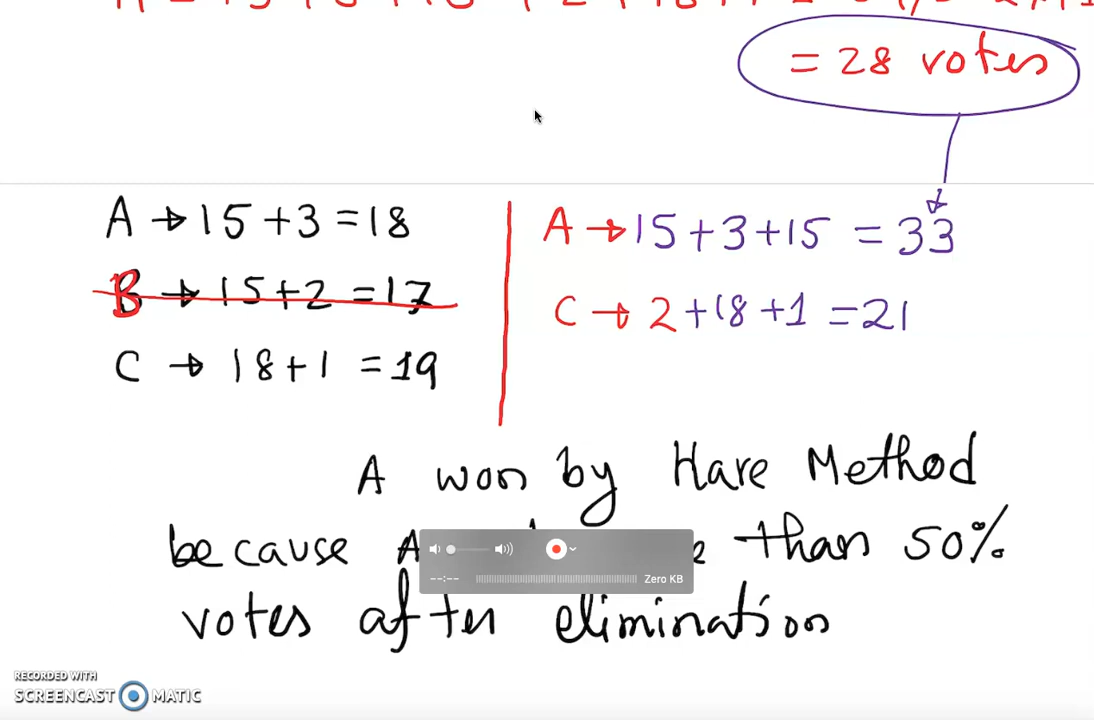 = 28 votes
A → 15 + 3 = 18
B → 15 + 2 = 17
C → 18 + 1 = 19
A → 15 + 3 + 15 = 33
C → 2 + 18 + 1 = 21
A won by Hare Method
because A than 50%
votes after elimination
--:-- Zero KB
RECORDED WITH
SCREENCAST MATIC